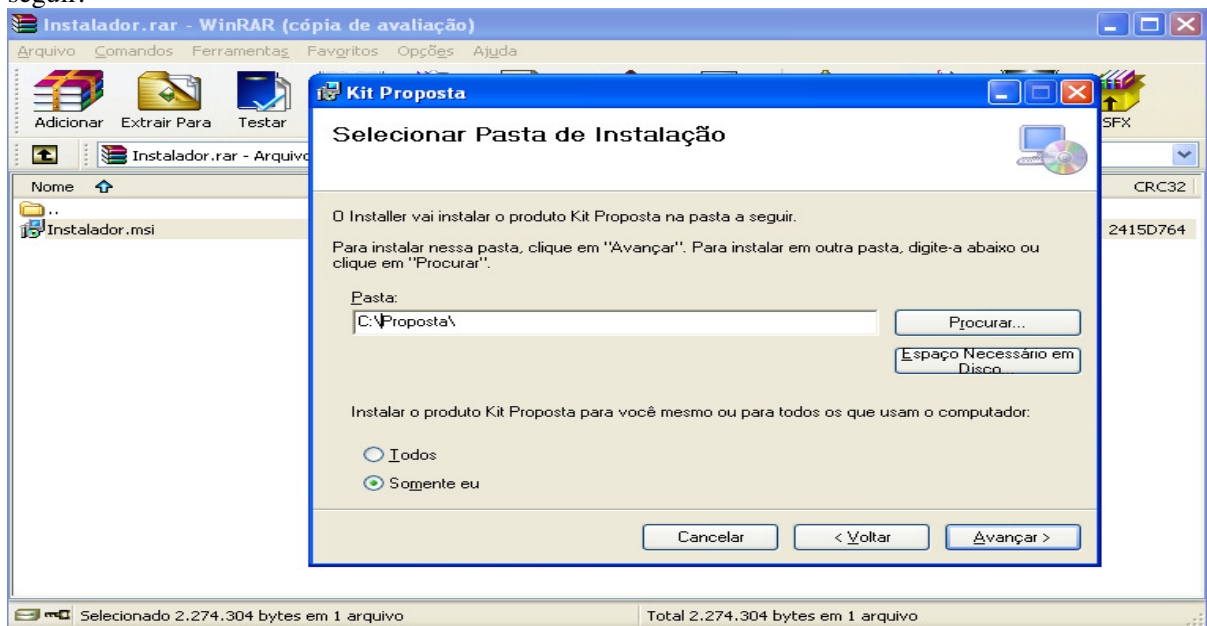 seguir:
Instalador.rar - WinRAR (cópia de avaliação)
Arquivo Comandos Ferramentas Favoritos Opções Ajuda
Adicionar Extrair Para Testar SFX
Instalador.rar - Arquivo
Nome CRC32
..
Instalador.msi 2415D764
Kit Proposta
Selecionar Pasta de Instalação
O Installer vai instalar o produto Kit Proposta na pasta a seguir.
Para instalar nessa pasta, clique em "Avançar". Para instalar em outra pasta, digite-a abaixo ou
clique em "Procurar".
Pasta:
C:\Proposta\
Procurar...
Espaço Necessário em
Disco...
Instalar o produto Kit Proposta para você mesmo ou para todos os que usam o computador:
Todos
Somente eu
Cancelar < Voltar Avançar >
Selecionado 2.274.304 bytes em 1 arquivo Total 2.274.304 bytes em 1 arquivo